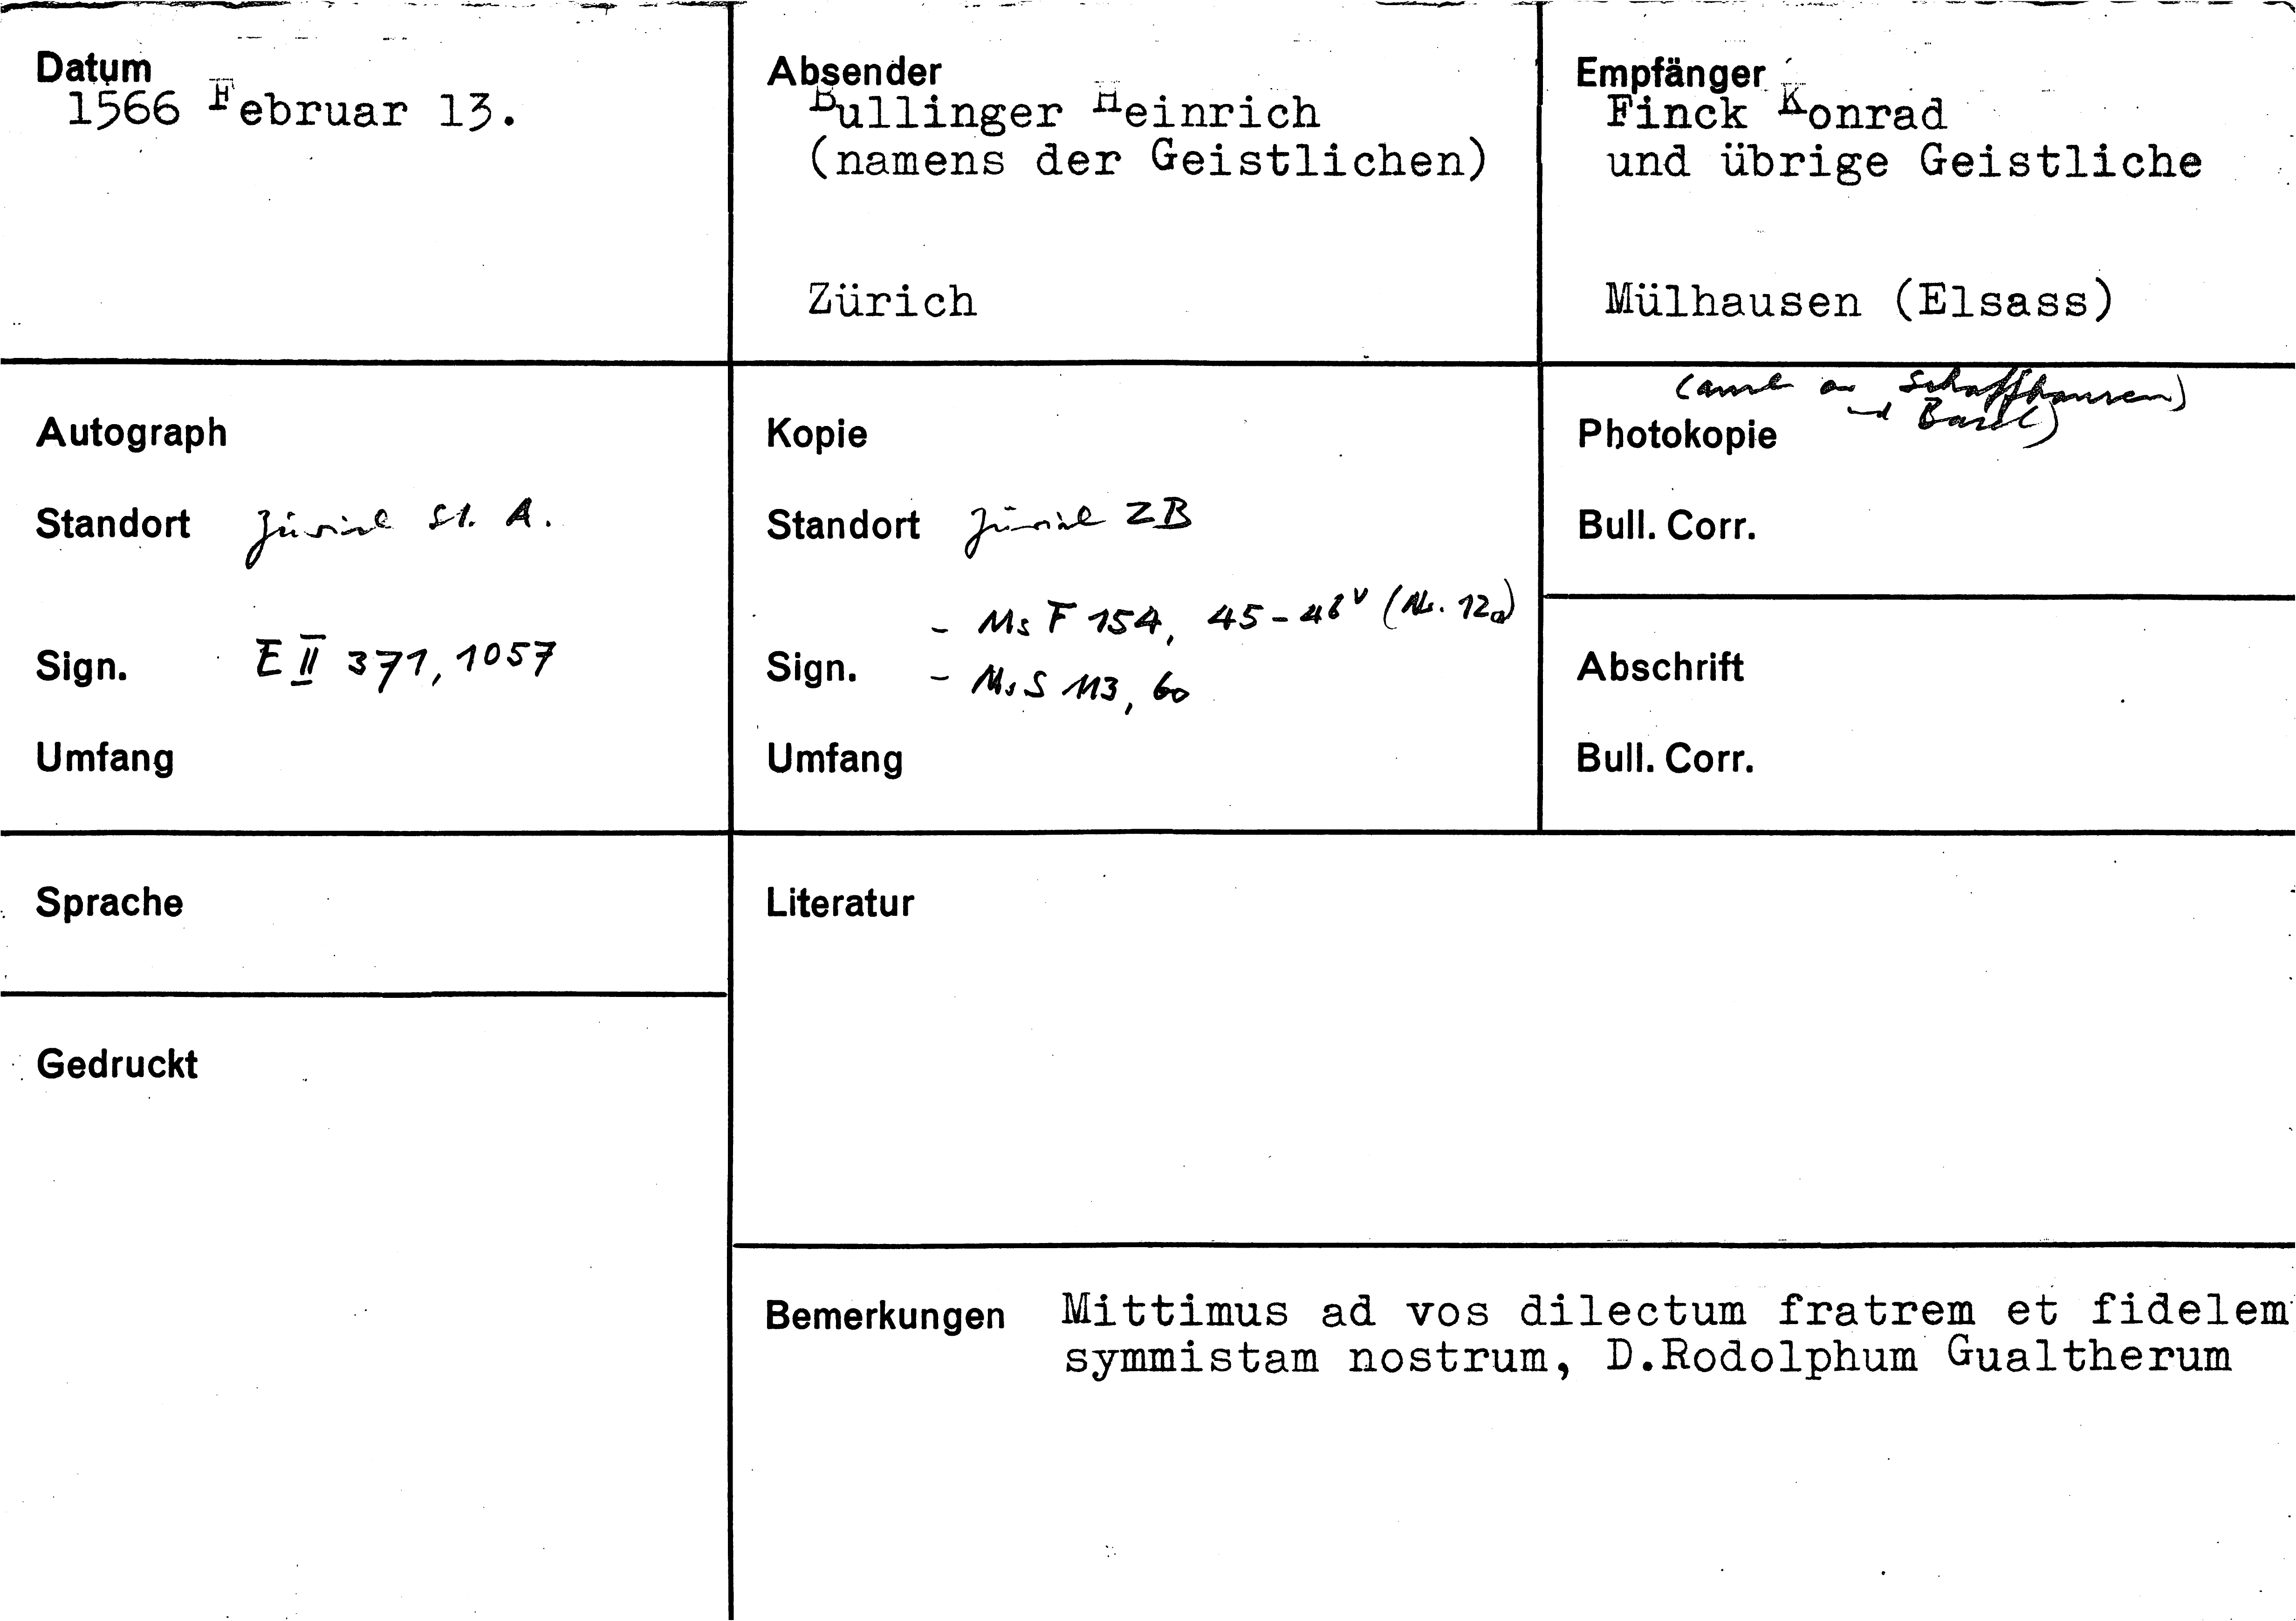 Datum
1566 Februar 13.
Absender
Bullinger Heinrich
(namens der Geistlichen)
Zürich
Empfänger
Finck Konrad
und übrige Geistliche
Mülhausen (Elsass)
Autograph
Standort Zürich St. A.
Sign. E II 371, 1057
Umfang
Kopie
Standort Zürich ZB
- Ms F 154, 45-46v (Nr. 12a)
Sign. - Ms S 113, 60
Umfang
(auch an Schaffhausen)
und Basel)
Photokopie
Bull. Corr.
Abschrift
Bull. Corr.
Sprache
Gedruckt
Literatur
Bemerkungen Mittimus ad vos dilectum fratrem et fidelem
symmistam nostrum, D.Rodolphum Gualtherum